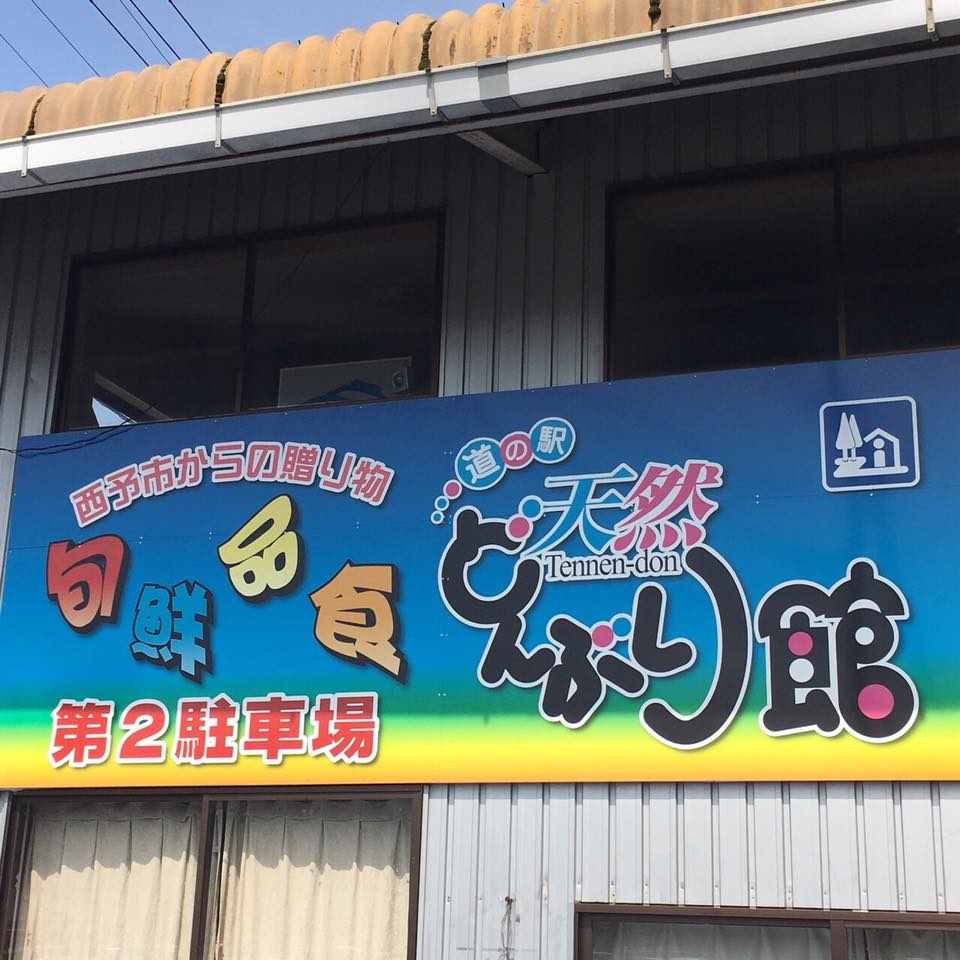 西予市からの贈り物
旬鮮品食
第2駐車場
道の駅
天然
Tennen-don
どんぶり館